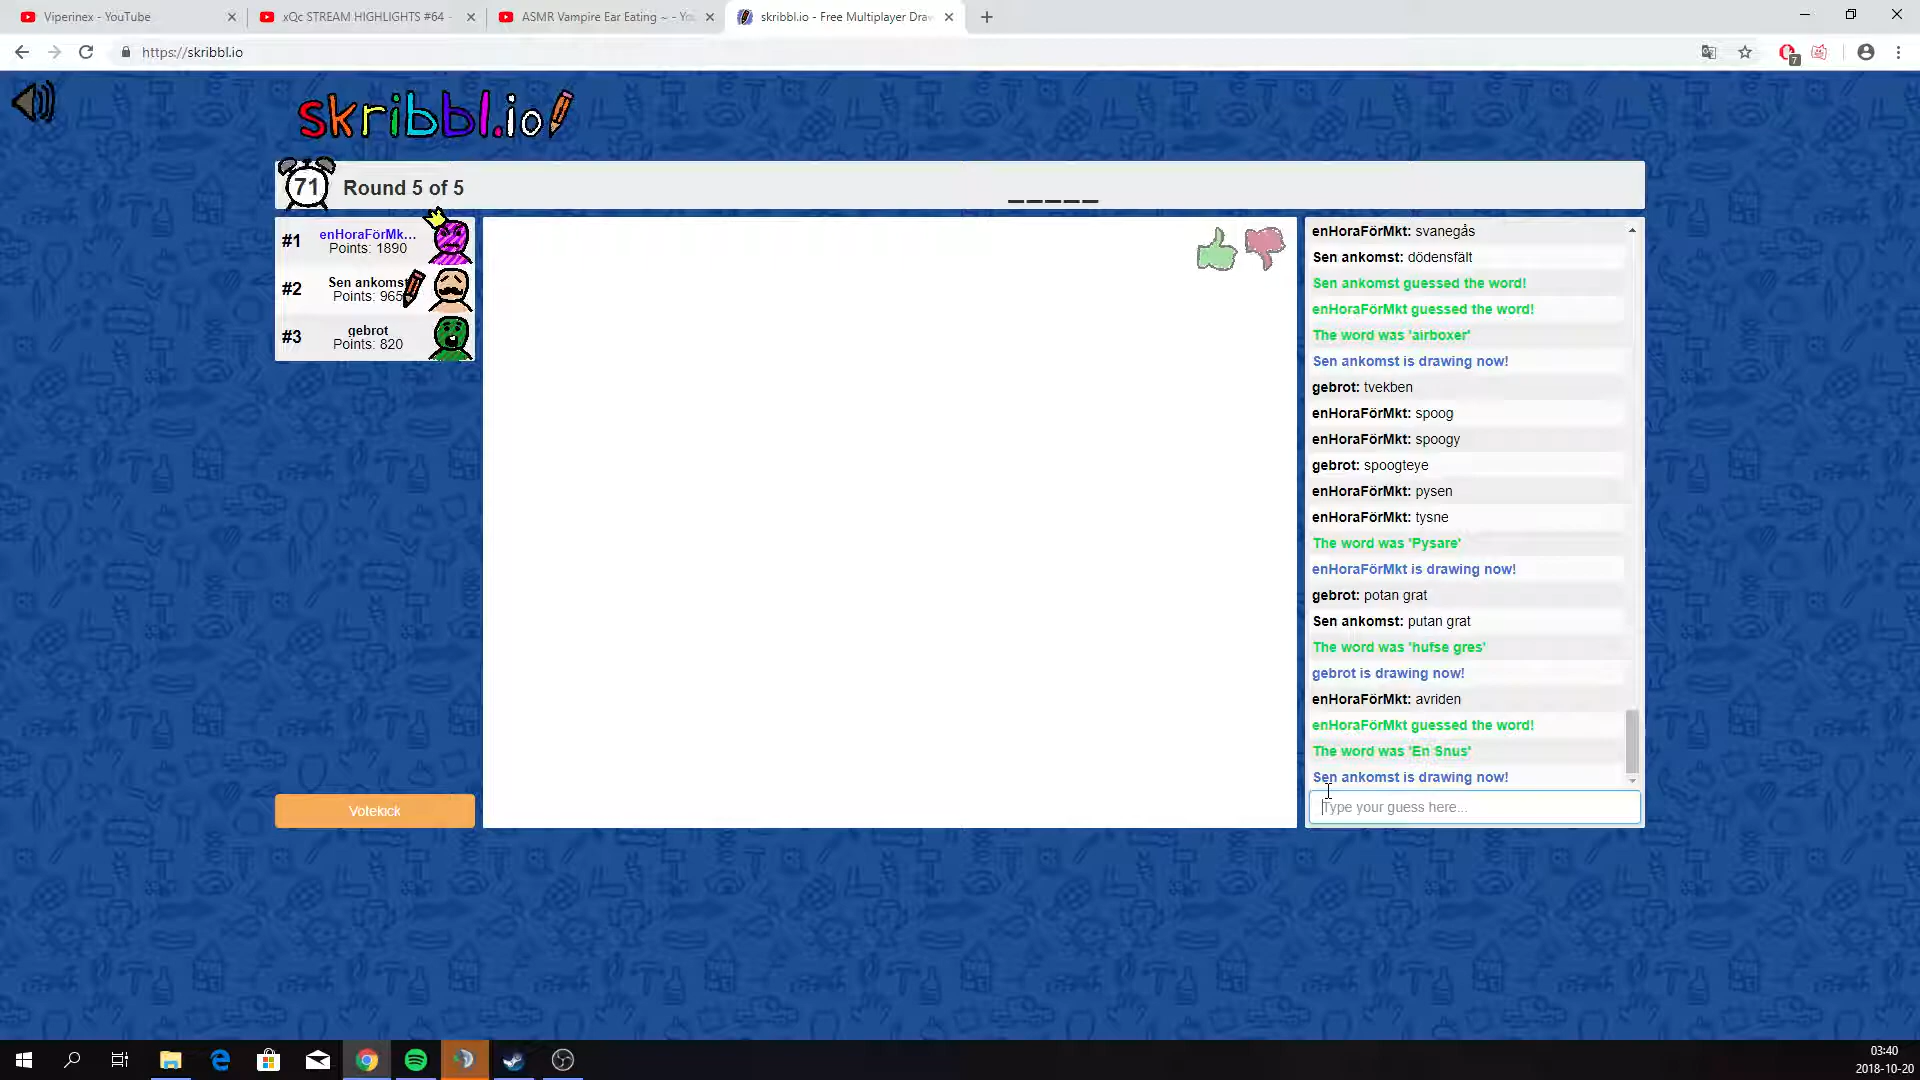 Viperinex - YouTube
xQc STREAM HIGHLIGHTS #64 -
ASMR Vampire Ear Eating ~ - Yo
skribbl.io - Free Multiplayer Draw
https://skribbl.io
7
skribbl.io
71
Round 5 of 5
_ _ _ _ _
#1
enHoraFörMk...
Points: 1890
#2
Sen ankomst
Points: 965
#3
gebrot
Points: 820
Votekick
enHoraFörMkt: svanegås
Sen ankomst: dödensfält
Sen ankomst guessed the word!
enHoraFörMkt guessed the word!
The word was 'airboxer'
Sen ankomst is drawing now!
gebrot: tvekben
enHoraFörMkt: spoog
enHoraFörMkt: spoogy
gebrot: spoogteye
enHoraFörMkt: pysen
enHoraFörMkt: tysne
The word was 'Pysare'
enHoraFörMkt is drawing now!
gebrot: potan grat
Sen ankomst: putan grat
The word was 'hufse gres'
gebrot is drawing now!
enHoraFörMkt: avriden
enHoraFörMkt guessed the word!
The word was 'En Snus'
Sen ankomst is drawing now!
Type your guess here...
03:40
2018-10-20